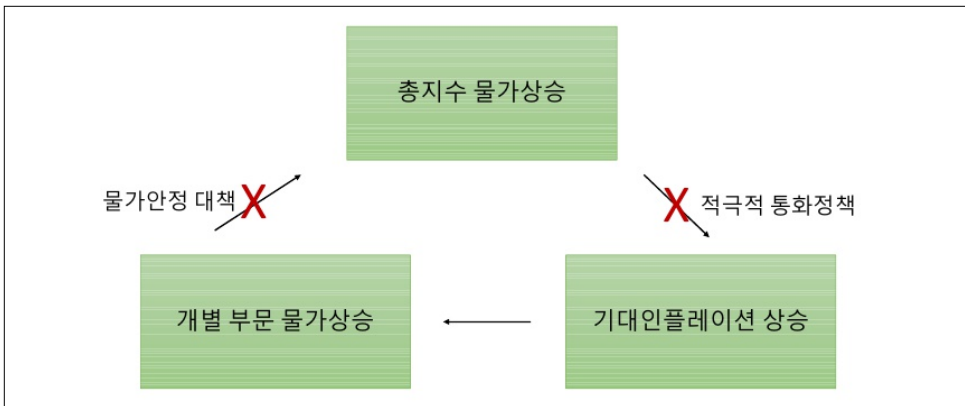 총지수 물가상승
물가안정 대책
X
X
적극적 통화정책
개별 부문 물가상승
기대인플레이션 상승